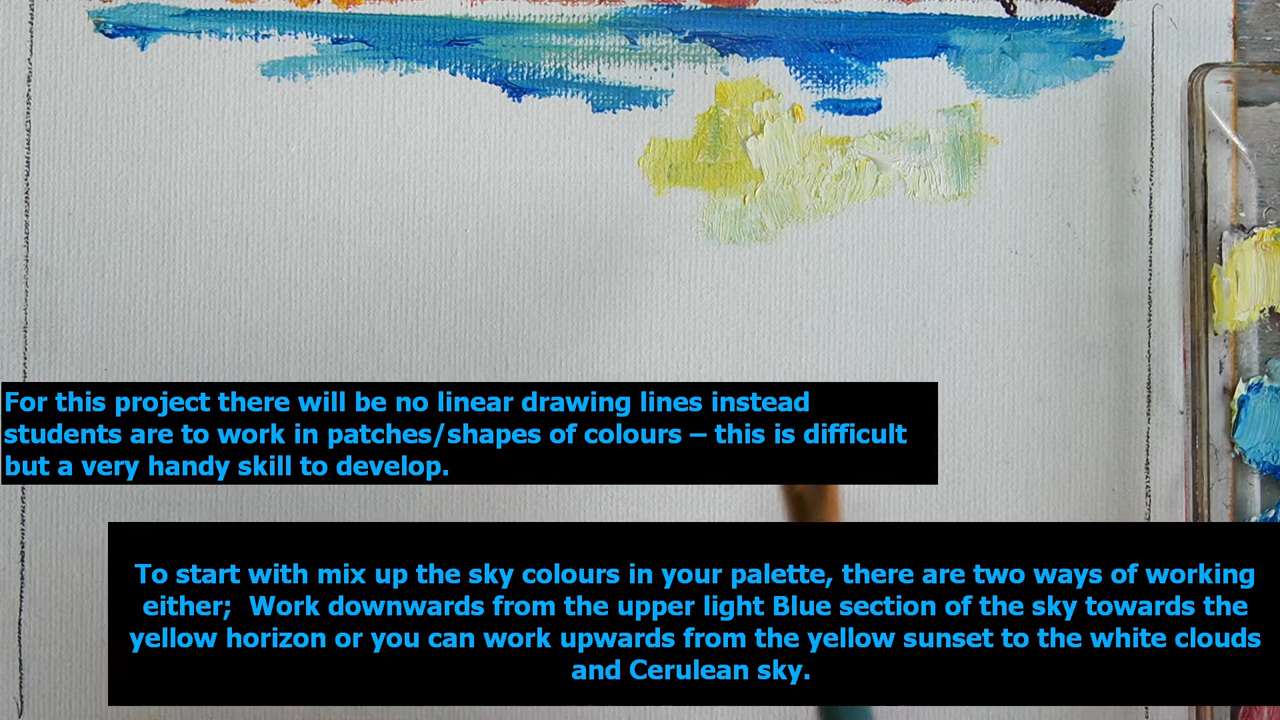 For this project there will be no linear drawing lines instead
students are to work in patches/shapes of colours – this is difficult
but a very handy skill to develop.
To start with mix up the sky colours in your palette, there are two ways of working
either;  Work downwards from the upper light Blue section of the sky towards the
yellow horizon or you can work upwards from the yellow sunset to the white clouds
and Cerulean sky.